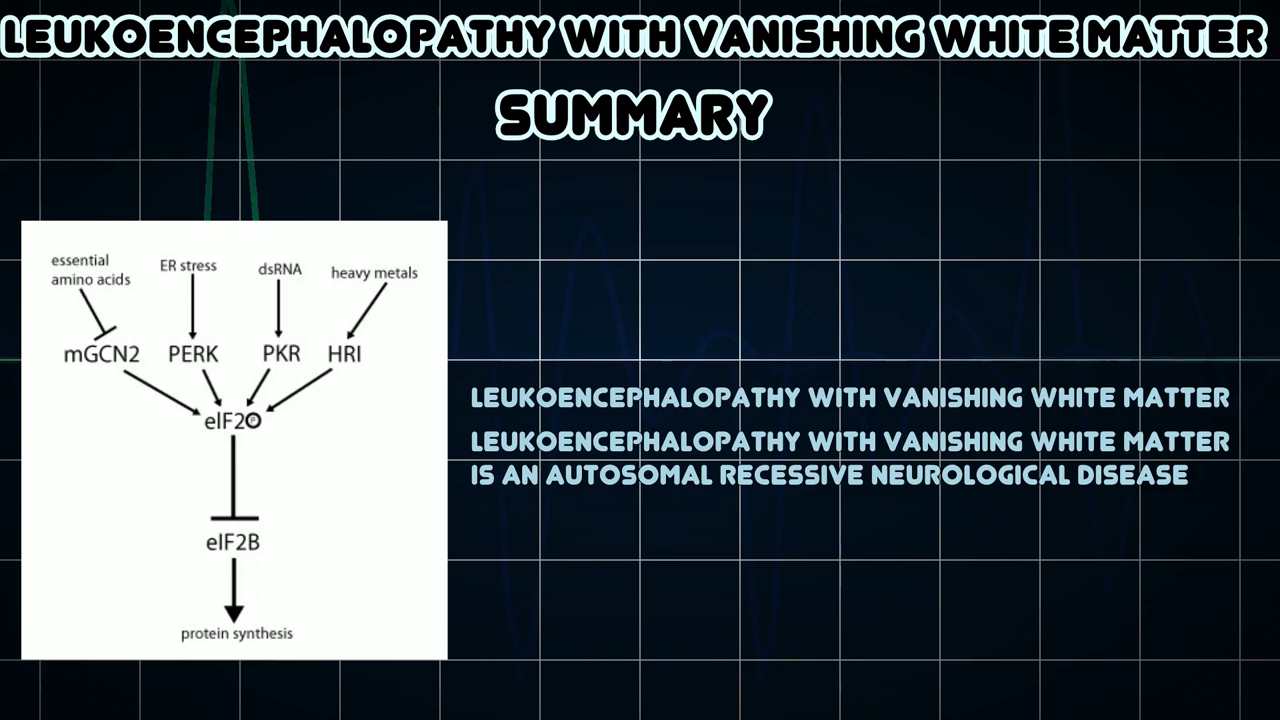 LEUKOENCEPHALOPATHY WITH VANISHING WHITE MATTER
SUMMARY
essential
amino acids
ER stress
dsRNA
heavy metals
mGCN2
PERK
PKR
HRI
eIF2
eIF2B
protein synthesis
LEUKOENCEPHALOPATHY WITH VANISHING WHITE MATTER
LEUKOENCEPHALOPATHY WITH VANISHING WHITE MATTER
IS AN AUTOSOMAL RECESSIVE NEUROLOGICAL DISEASE